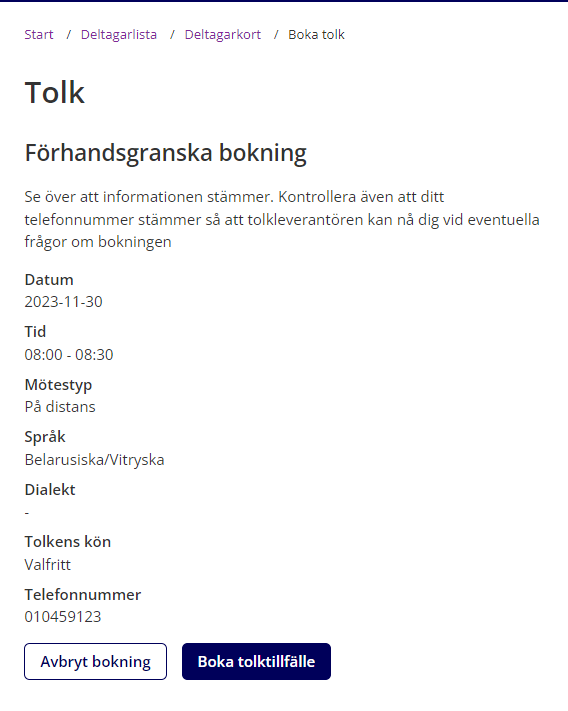 Start / Deltagarlista / Deltagarkort / Boka tolk
Tolk
Förhandsgranska bokning
Se över att informationen stämmer. Kontrollera även att ditt
telefonnummer stämmer så att tolkleverantören kan nå dig vid eventuella
frågor om bokningen
Datum
2023-11-30
Tid
08:00 - 08:30
Mötestyp
På distans
Språk
Belarusiska/Vitryska
Dialekt
-
Tolkens kön
Valfritt
Telefonnummer
010459123
Avbryt bokning Boka tolktillfälle